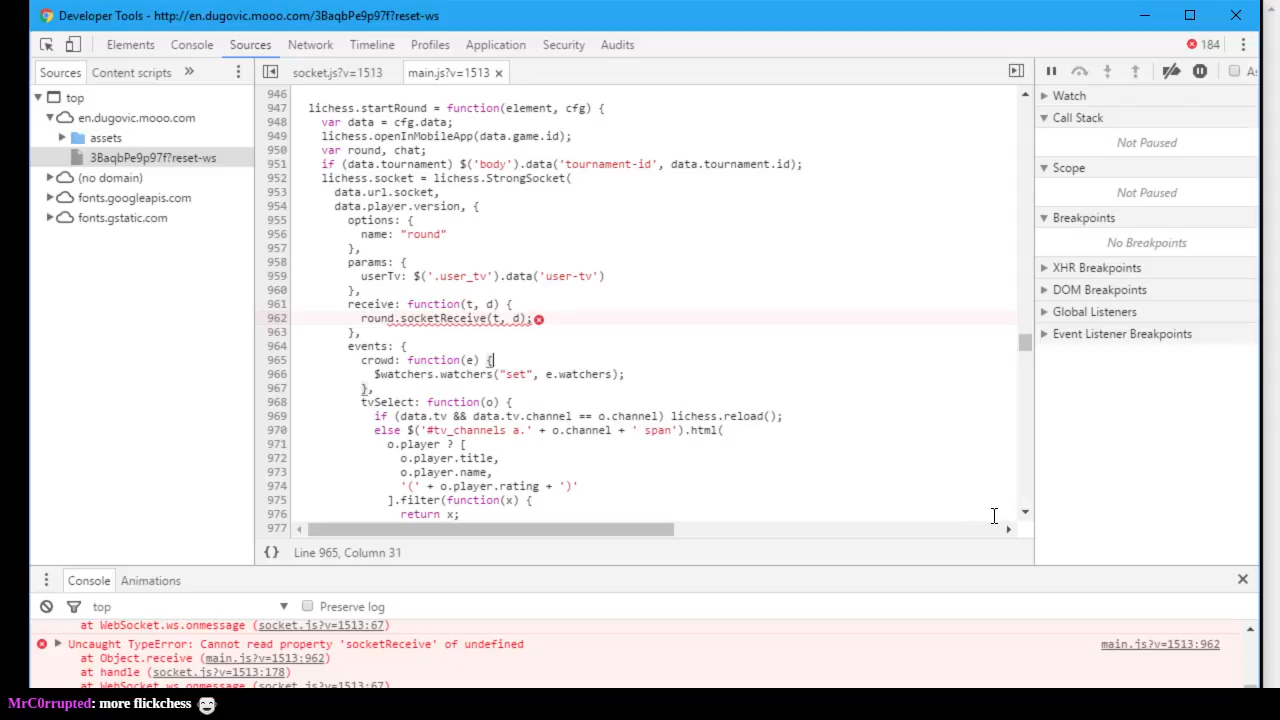 Developer Tools - http://en.dugovic.mooo.com/3BaqbPe9p97f?reset-ws
Elements Console Sources Network Timeline Profiles Application Security Audits 184
Sources Content scripts » socket.js?v=1513 main.js?v=1513 ×
top
en.dugovic.mooo.com
assets
3BaqbPe9p97f?reset-ws
(no domain)
fonts.googleapis.com
fonts.gstatic.com
946
947 lichess.startRound = function(element, cfg) {
948 var data = cfg.data;
949 lichess.openInMobileApp(data.game.id);
950 var round, chat;
951 if (data.tournament) $('body').data('tournament-id', data.tournament.id);
952 lichess.socket = lichess.StrongSocket(
953 data.url.socket,
954 data.player.version, {
955 options: {
956 name: "round"
957 },
958 params: {
959 userTv: $('.user_tv').data('user-tv')
960 },
961 receive: function(t, d) {
962 round.socketReceive(t, d);
963 },
964 events: {
965 crowd: function(e) {
966 $watchers.watchers("set", e.watchers);
967 },
968 tvSelect: function(o) {
969 if (data.tv && data.tv.channel == o.channel) lichess.reload();
970 else $('#tv_channels a.' + o.channel + ' span').html(
971 o.player ? [
972 o.player.title,
973 o.player.name,
974 '(' + o.player.rating + ')'
975 ].filter(function(x) {
976 return x;
977
{} Line 965, Column 31
As
Watch
Call Stack
Not Paused
Scope
Not Paused
Breakpoints
No Breakpoints
XHR Breakpoints
DOM Breakpoints
Global Listeners
Event Listener Breakpoints
Console Animations
top Preserve log
at WebSocket.ws.onmessage (socket.js?v=1513:67)
Uncaught TypeError: Cannot read property 'socketReceive' of undefined main.js?v=1513:962
at Object.receive (main.js?v=1513:962)
at handle (socket.js?v=1513:178)
at WebSocket.ws.onmessage (socket.js?v=1513:67)
MrC0rrupted: more flickchess